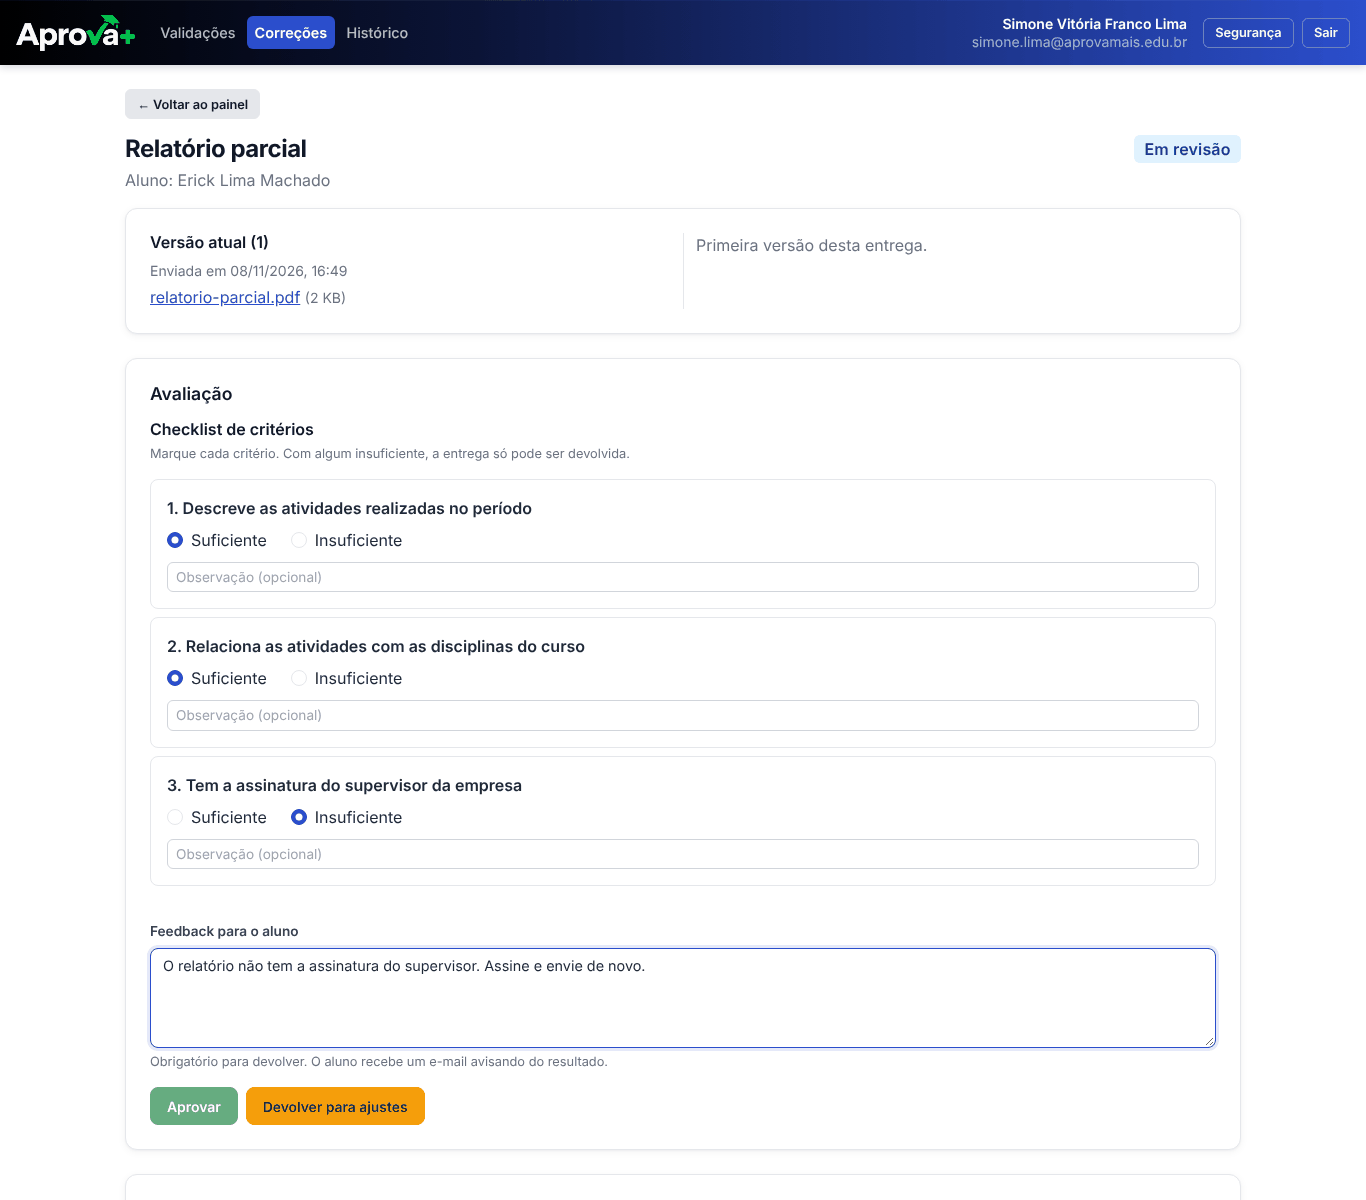 Aprova+
Validações
Correções
Histórico
Simone Vitória Franco Lima
simone.lima@aprovamais.edu.br
Segurança
Sair
← Voltar ao painel
Relatório parcial
Em revisão
Aluno: Erick Lima Machado
Versão atual (1)
Enviada em 08/11/2026, 16:49
relatorio-parcial.pdf (2 KB)
Primeira versão desta entrega.
Avaliação
Checklist de critérios
Marque cada critério. Com algum insuficiente, a entrega só pode ser devolvida.
1. Descreve as atividades realizadas no período
Suficiente
Insuficiente
Observação (opcional)
2. Relaciona as atividades com as disciplinas do curso
Suficiente
Insuficiente
Observação (opcional)
3. Tem a assinatura do supervisor da empresa
Suficiente
Insuficiente
Observação (opcional)
Feedback para o aluno
O relatório não tem a assinatura do supervisor. Assine e envie de novo.
Obrigatório para devolver. O aluno recebe um e-mail avisando do resultado.
Aprovar
Devolver para ajustes